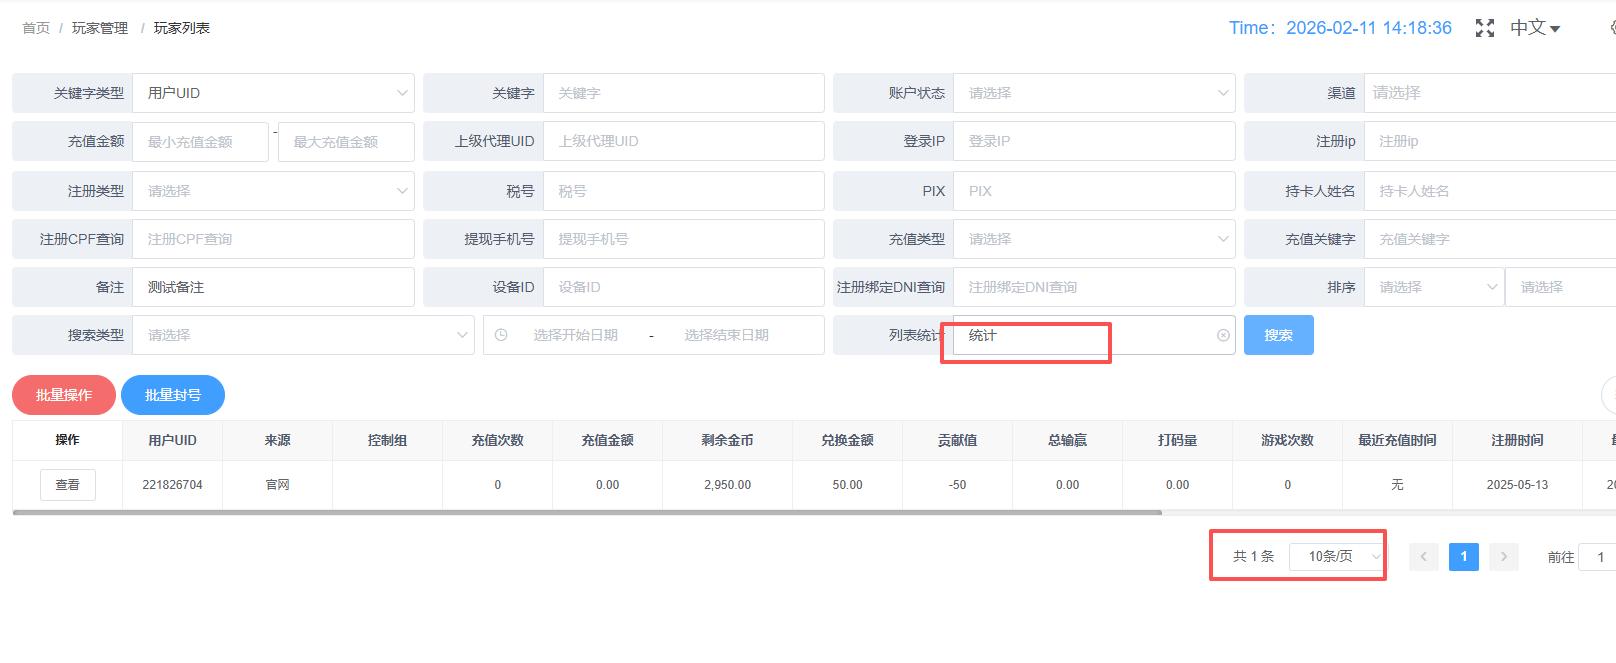 首页 / 玩家管理 / 玩家列表
Time： 2026-02-11 14:18:36 中文
关键字类型 用户UID 关键字 关键字 账户状态 请选择 渠道 请选择
充值金额 最小充值金额 - 最大充值金额 上级代理UID 上级代理UID 登录IP 登录IP 注册ip 注册ip
注册类型 请选择 税号 税号 PIX PIX 持卡人姓名 持卡人姓名
注册CPF查询 注册CPF查询 提现手机号 提现手机号 充值类型 请选择 充值关键字 充值关键字
备注 测试备注 设备ID 设备ID 注册绑定DNI查询 注册绑定DNI查询 排序 请选择 请选择
搜索类型 请选择 选择开始日期 - 选择结束日期 列表统计 统计 搜索
批量操作 批量封号
操作 用户UID 来源 控制组 充值次数 充值金额 剩余金币 兑换金额 贡献值 总输赢 打码量 游戏次数 最近充值时间 注册时间
查看 221826704 官网 0 0.00 2,950.00 50.00 -50 0.00 0.00 0 无 2025-05-13
共 1 条 10条/页 1 前往 1